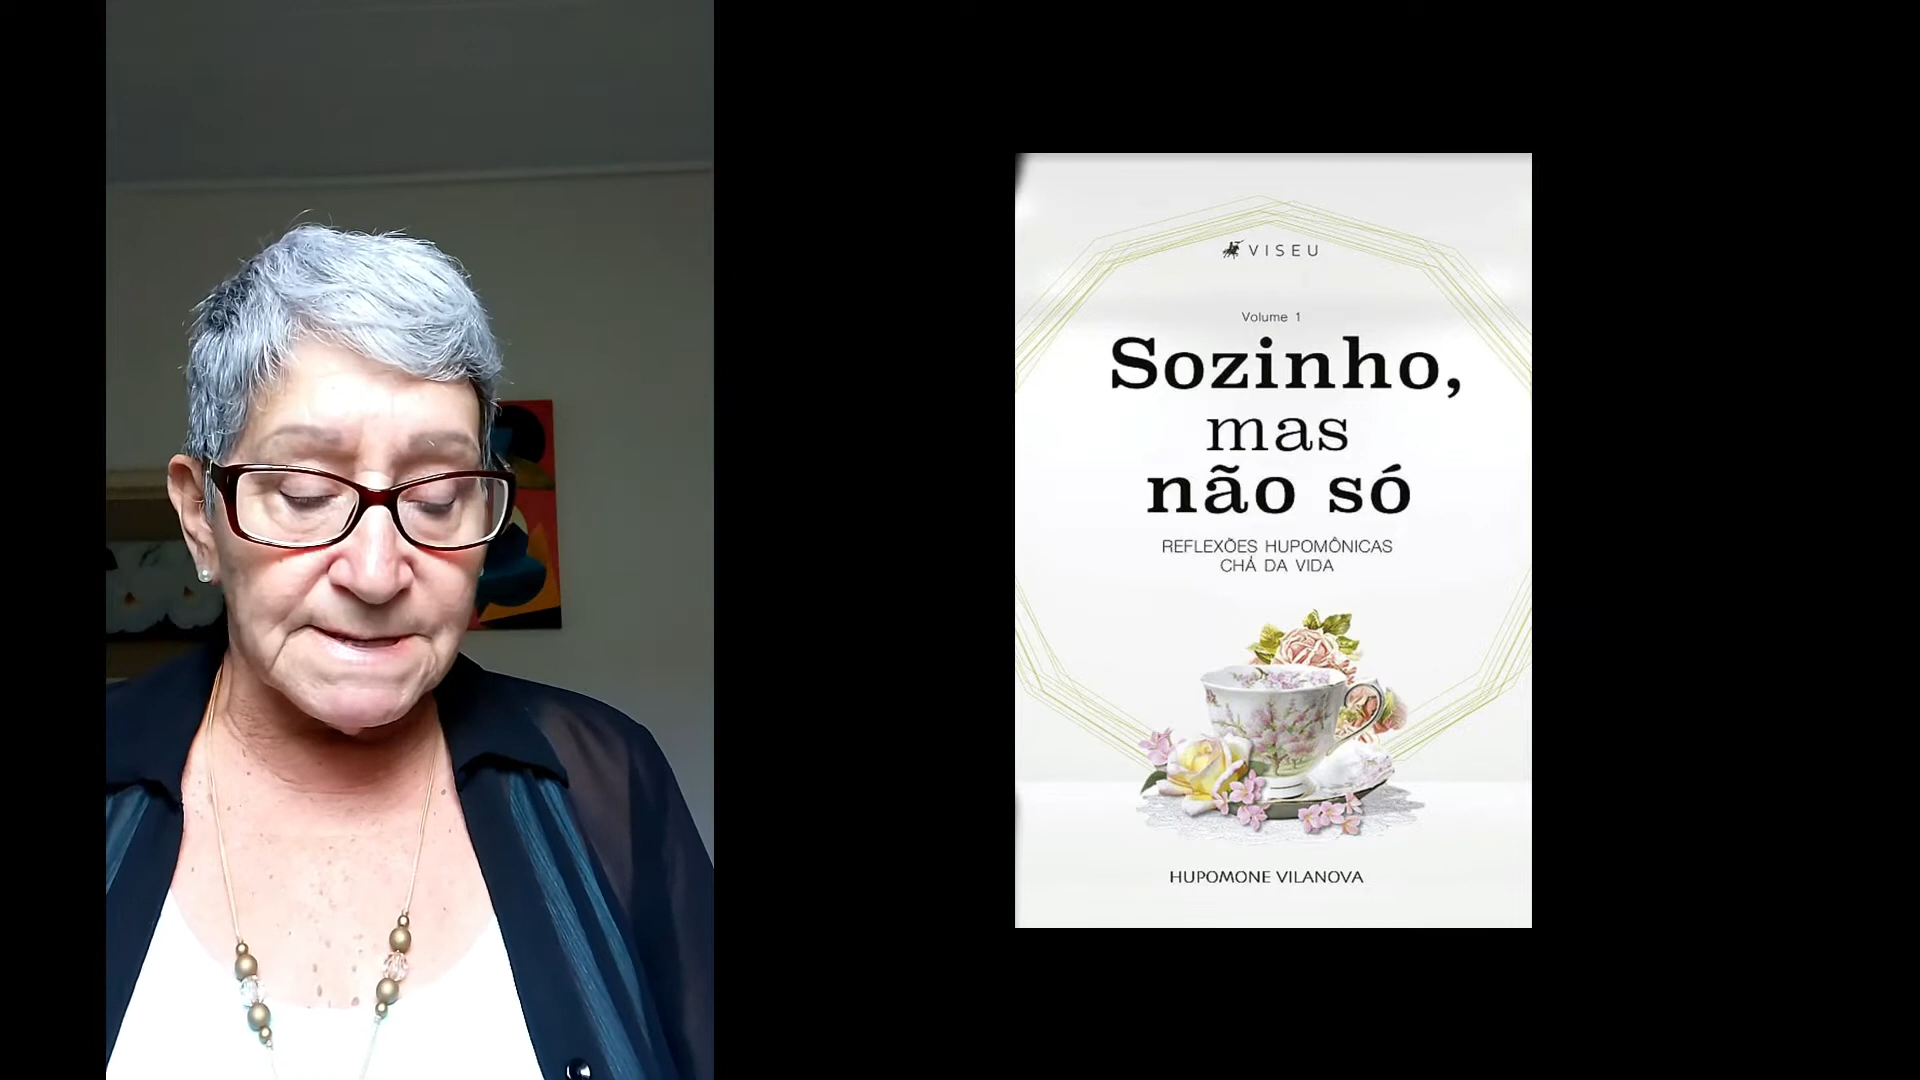 VISEU
Volume 1
Sozinho,
mas
não só
REFLEXÕES HUPOMÔNICAS
CHÁ DA VIDA
HUPOMONE VILANOVA